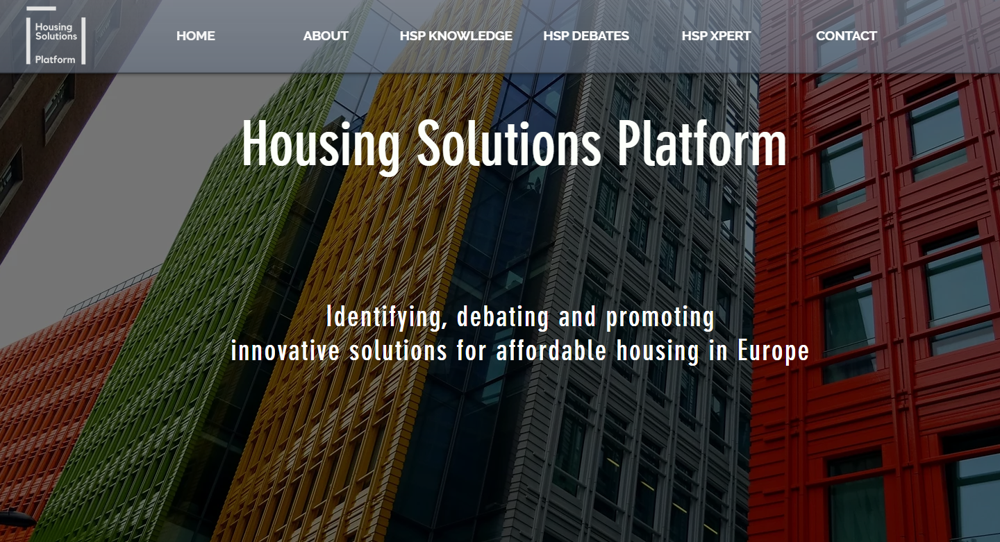 Housing
Solutions
Platform
HOME ABOUT HSP KNOWLEDGE HSP DEBATES HSP XPERT CONTACT
Housing Solutions Platform
Identifying, debating and promoting
innovative solutions for affordable housing in Europe